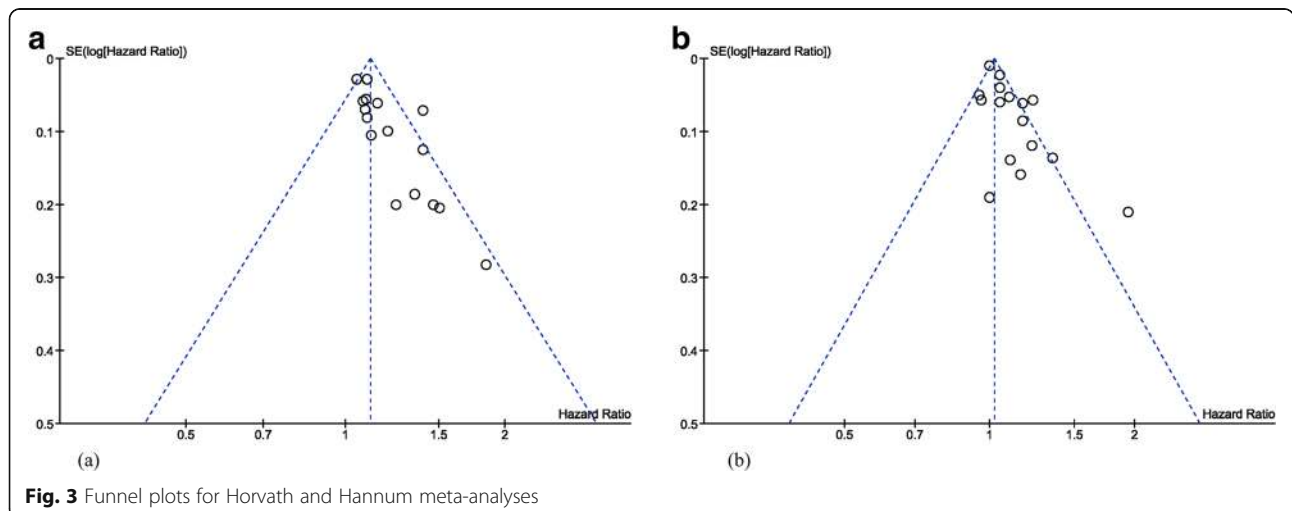 a
SE(log[Hazard Ratio])
0
0.1
0.2
0.3
0.4
0.5
0.5 0.7 1 1.5 2
Hazard Ratio
(a)
b
SE(log[Hazard Ratio])
0
0.1
0.2
0.3
0.4
0.5
0.5 0.7 1 1.5 2
Hazard Ratio
(b)
Fig. 3 Funnel plots for Horvath and Hannum meta-analyses